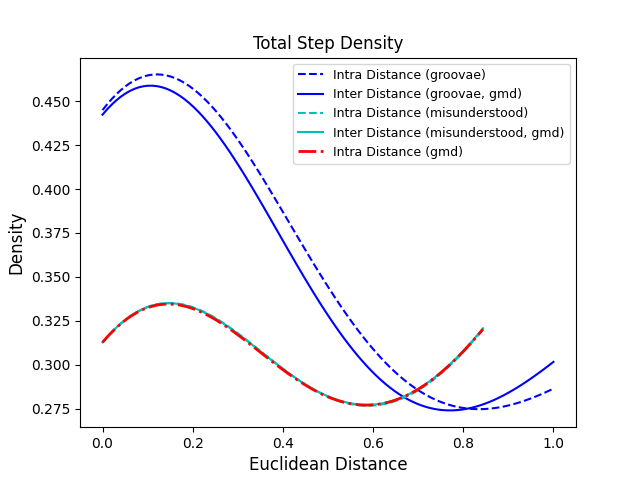 Total Step Density
Intra Distance (groovae)
Inter Distance (groovae, gmd)
Intra Distance (misunderstood)
Inter Distance (misunderstood, gmd)
Intra Distance (gmd)
Density
0.450
0.425
0.400
0.375
0.350
0.325
0.300
0.275
0.0 0.2 0.4 0.6 0.8 1.0
Euclidean Distance